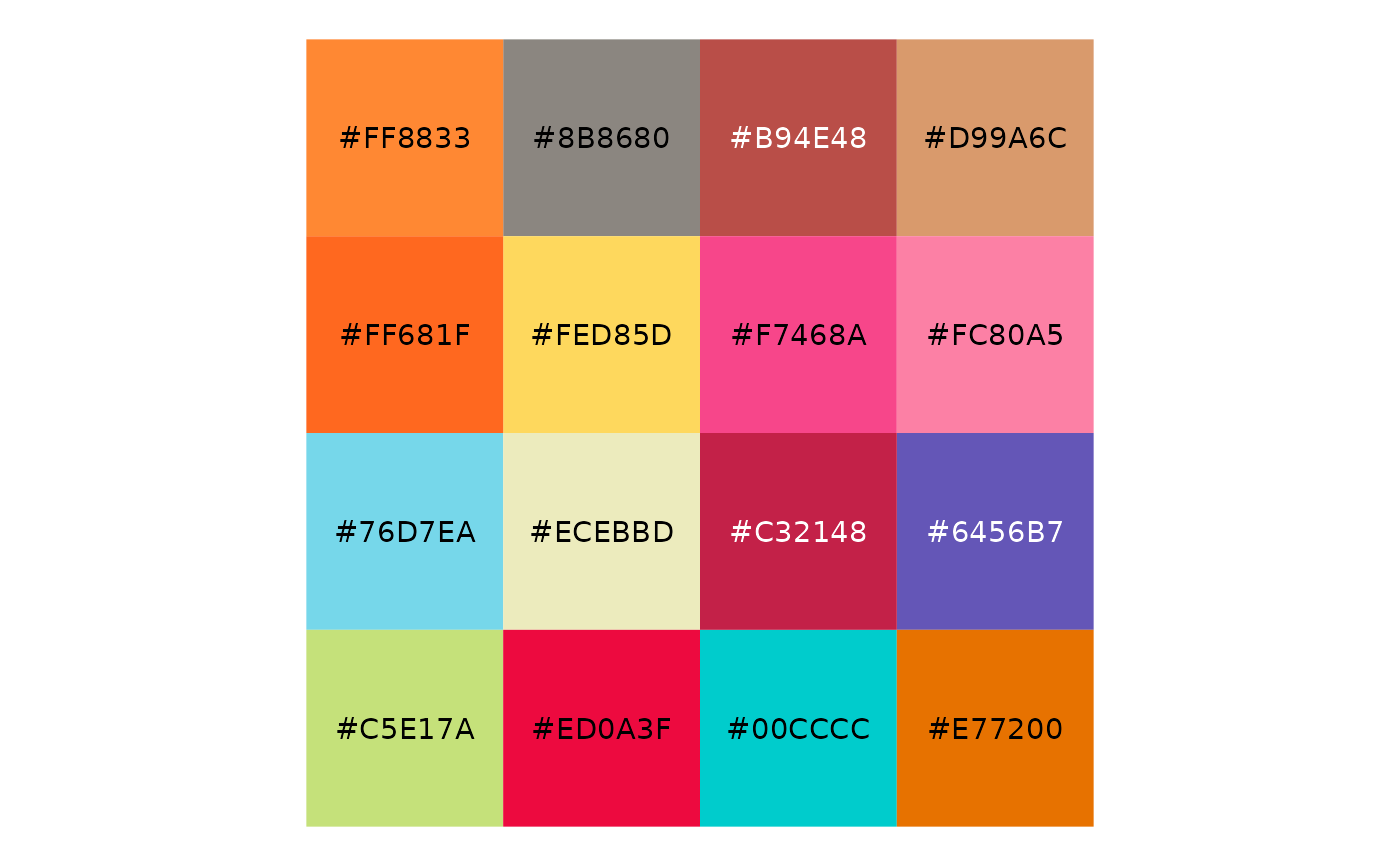 #FF8833 #8B8680 #B94E48 #D99A6C
#FF681F #FED85D #F7468A #FC80A5
#76D7EA #ECEBBD #C32148 #6456B7
#C5E17A #ED0A3F #00CCCC #E77200